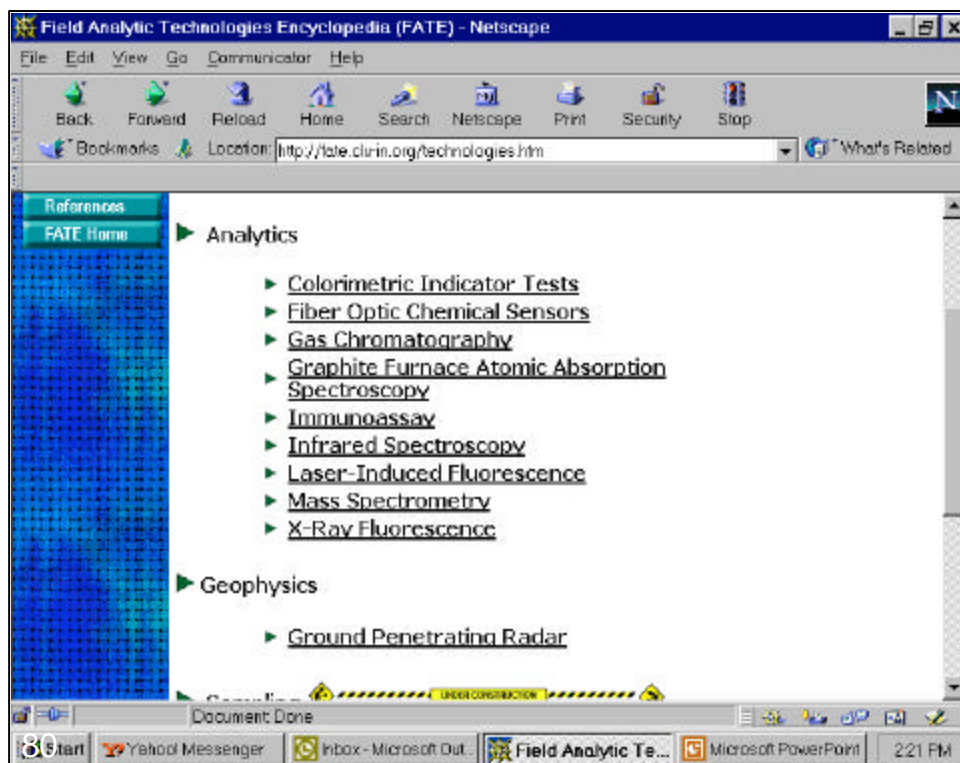 Field Analytic Technologies Encyclopedia (FATE) - Netscape
File Edit View Go Communicator Help
Back Forward Reload Home Search Netscape Print Security Stop
N
Bookmarks Location: http://fate.clu-in.org/technologies.htm What's Related
References
FATE Home
Analytics
Colorimetric Indicator Tests
Fiber Optic Chemical Sensors
Gas Chromatography
Graphite Furnace Atomic Absorption
Spectroscopy
Immunoassay
Infrared Spectroscopy
Laser-Induced Fluorescence
Mass Spectrometry
X-Ray Fluorescence
Geophysics
Ground Penetrating Radar
Sampling UNDER CONSTRUCTION
Document: Done
80
Start Yahoo! Messenger Inbox - Microsoft Out... Field Analytic Te... Microsoft PowerPoint 2:21 PM